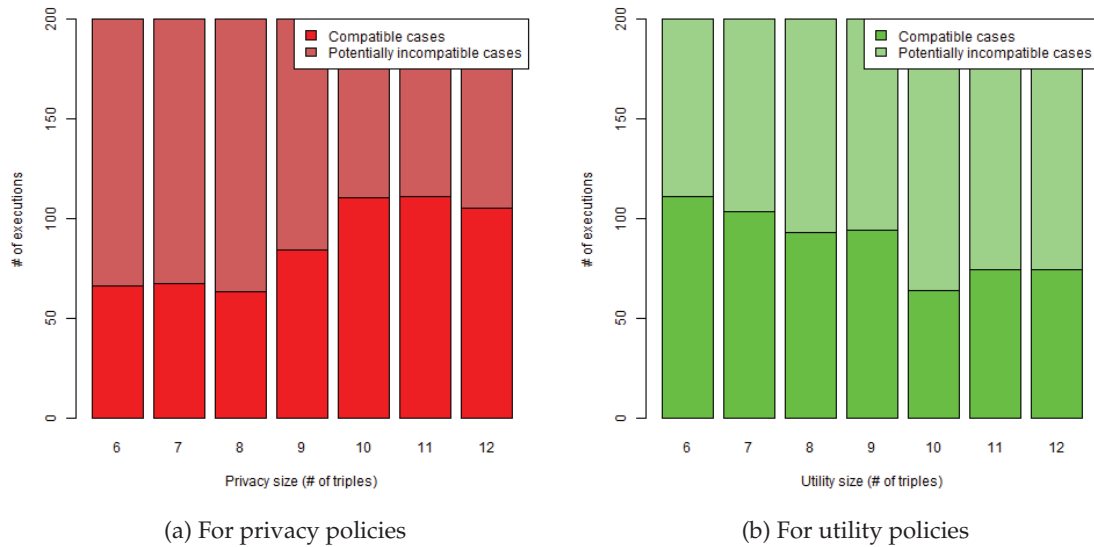 Compatible cases
Potentially incompatible cases
# of executions
200
150
100
50
0
6 7 8 9 10 11 12
Privacy size (# of triples)
(a) For privacy policies
Compatible cases
Potentially incompatible cases
# of executions
200
150
100
50
0
6 7 8 9 10 11 12
Utility size (# of triples)
(b) For utility policies